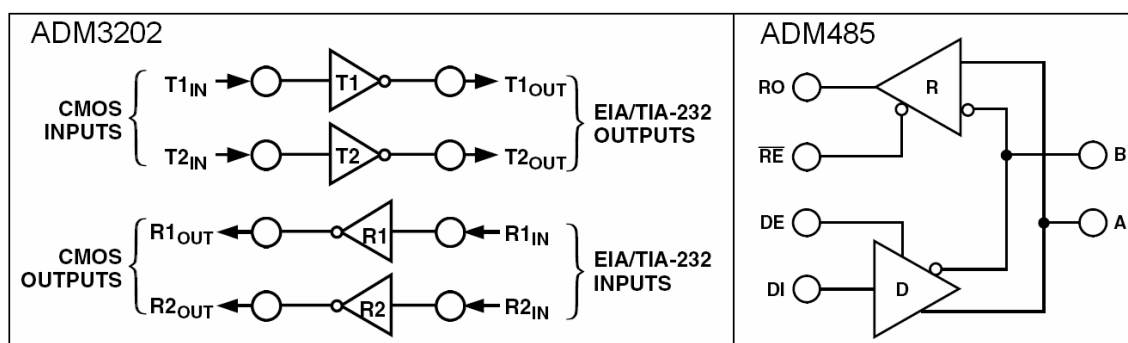 ADM3202
CMOS
INPUTS
T1IN
T1
T1OUT
T2IN
T2
T2OUT
EIA/TIA-232
OUTPUTS
CMOS
OUTPUTS
R1OUT
R1
R1IN
R2OUT
R2
R2IN
EIA/TIA-232
INPUTS
ADM485
RO
R
RE
B
DE
A
DI
D